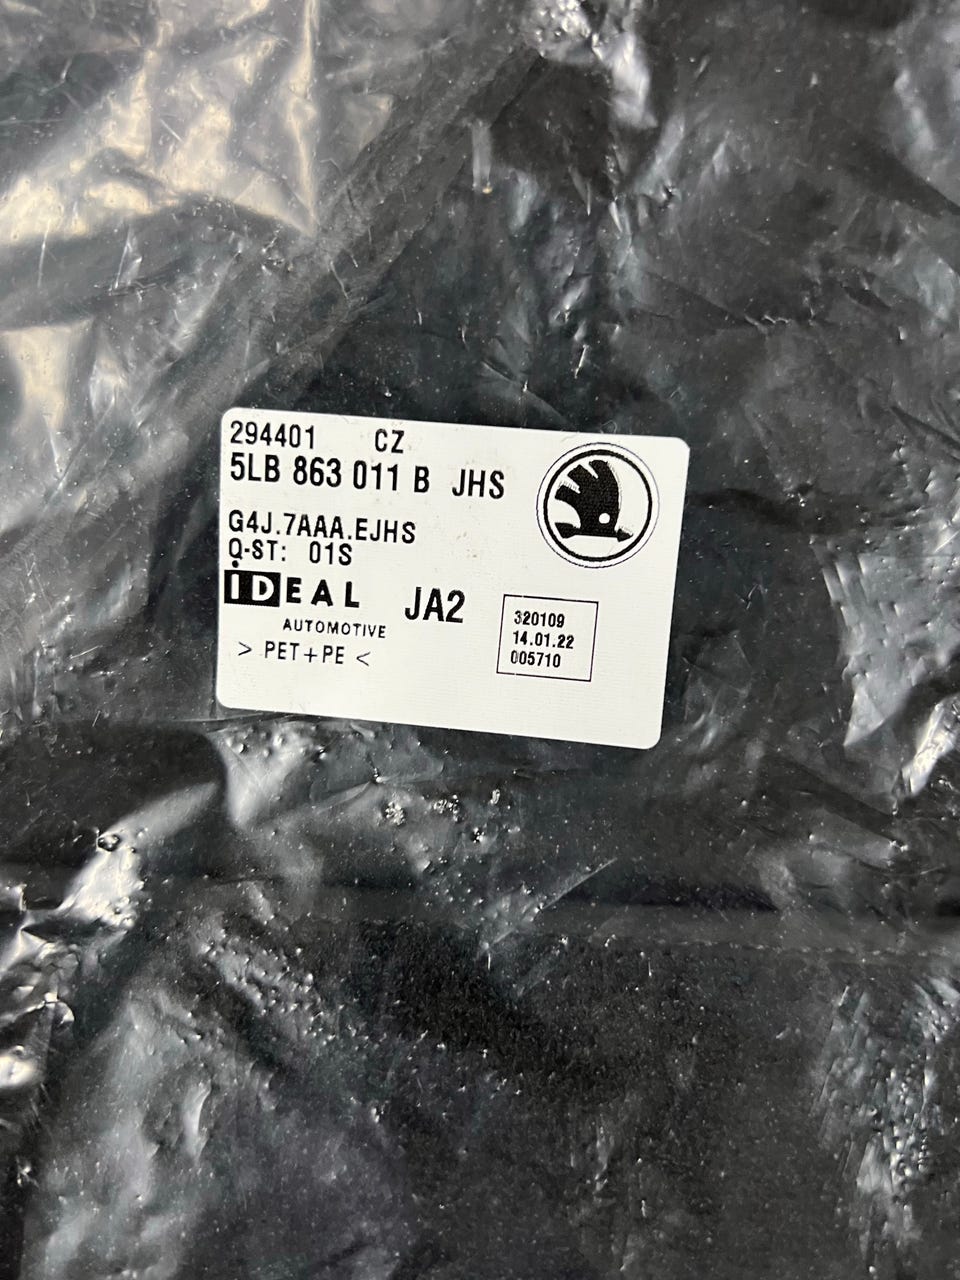 294401 CZ
5LB 863 011 B JHS
G4J.7AAA.EJHS
Q-ST: 01S
IDEAL JA2
AUTOMOTIVE
> PET+PE <
320109
14.01.22
005710